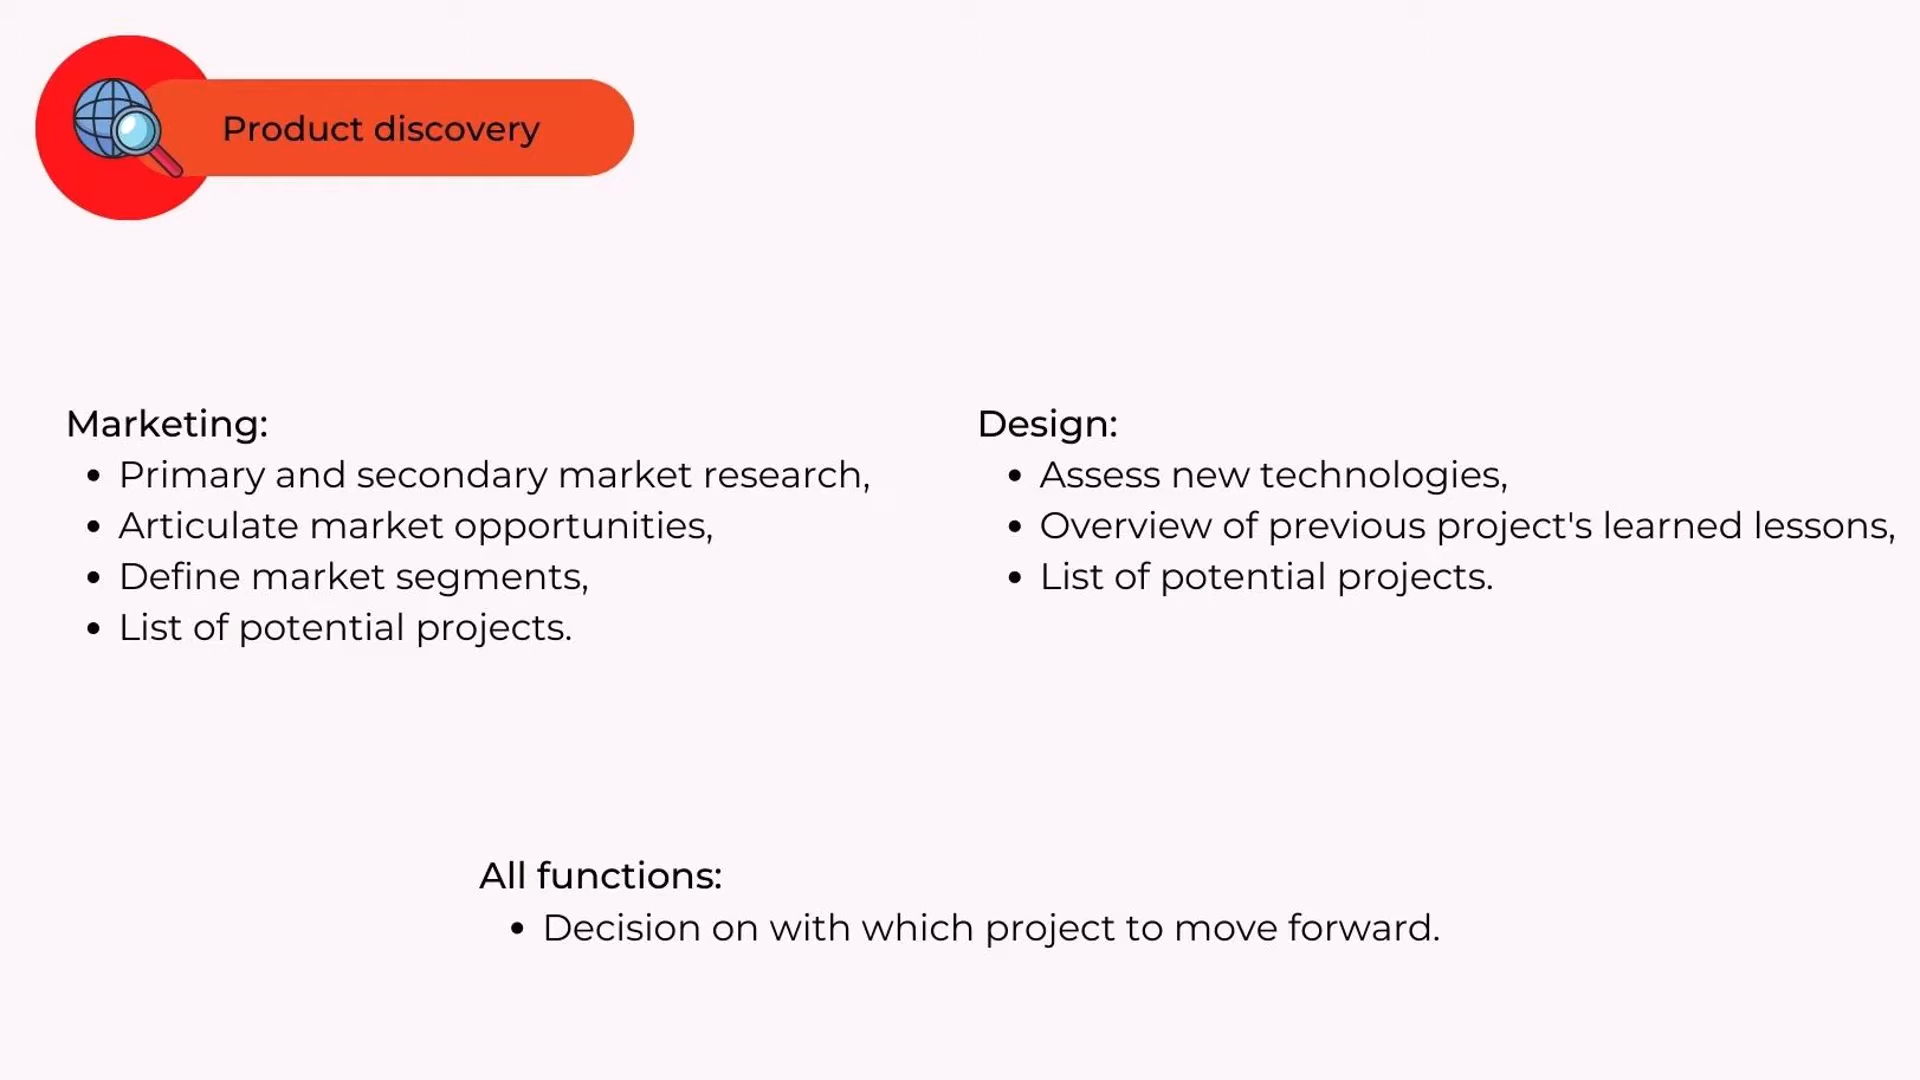 Product discovery
Marketing:
• Primary and secondary market research,
• Articulate market opportunities,
• Define market segments,
• List of potential projects.
Design:
• Assess new technologies,
• Overview of previous project's learned lessons,
• List of potential projects.
All functions:
• Decision on with which project to move forward.